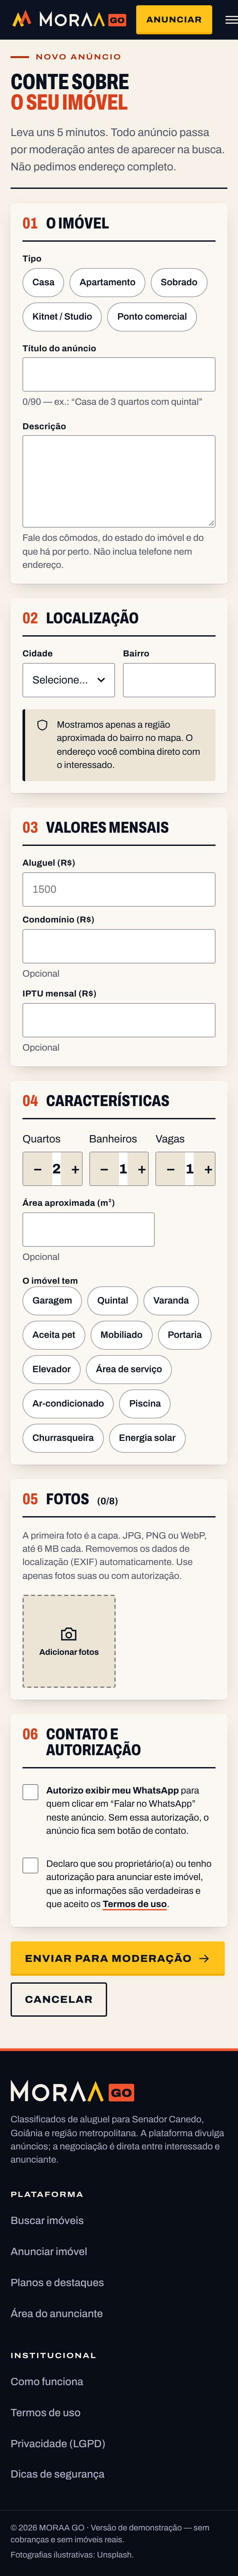 MORAA GO
ANUNCIAR
NOVO ANÚNCIO
CONTE SOBRE
O SEU IMÓVEL
Leva uns 5 minutos. Todo anúncio passa
por moderação antes de aparecer na busca.
Não pedimos endereço completo.
01 O IMÓVEL
Tipo
Casa Apartamento Sobrado
Kitnet / Studio Ponto comercial
Título do anúncio
0/90 — ex.: “Casa de 3 quartos com quintal”
Descrição
Fale dos cômodos, do estado do imóvel e do
que há por perto. Não inclua telefone nem
endereço.
02 LOCALIZAÇÃO
Cidade Bairro
Selecione...
Mostramos apenas a região
aproximada do bairro no mapa. O
endereço você combina direto com
o interessado.
03 VALORES MENSAIS
Aluguel (R$)
1500
Condomínio (R$)
Opcional
IPTU mensal (R$)
Opcional
04 CARACTERÍSTICAS
Quartos Banheiros Vagas
− 2 + − 1 + − 1 +
Área aproximada (m²)
Opcional
O imóvel tem
Garagem Quintal Varanda
Aceita pet Mobiliado Portaria
Elevador Área de serviço
Ar-condicionado Piscina
Churrasqueira Energia solar
05 FOTOS (0/8)
A primeira foto é a capa. JPG, PNG ou WebP,
até 6 MB cada. Removemos os dados de
localização (EXIF) automaticamente. Use
apenas fotos suas ou com autorização.
Adicionar fotos
06 CONTATO E
AUTORIZAÇÃO
Autorizo exibir meu WhatsApp para
quem clicar em “Falar no WhatsApp”
neste anúncio. Sem essa autorização, o
anúncio fica sem botão de contato.
Declaro que sou proprietário(a) ou tenho
autorização para anunciar este imóvel,
que as informações são verdadeiras e
que aceito os Termos de uso.
ENVIAR PARA MODERAÇÃO →
CANCELAR
MORAA GO
Classificados de aluguel para Senador Canedo,
Goiânia e região metropolitana. A plataforma divulga
anúncios; a negociação é direta entre interessado e
anunciante.
PLATAFORMA
Buscar imóveis
Anunciar imóvel
Planos e destaques
Área do anunciante
INSTITUCIONAL
Como funciona
Termos de uso
Privacidade (LGPD)
Dicas de segurança
© 2026 MORAA GO · Versão de demonstração — sem
cobranças e sem imóveis reais.
Fotografias ilustrativas: Unsplash.